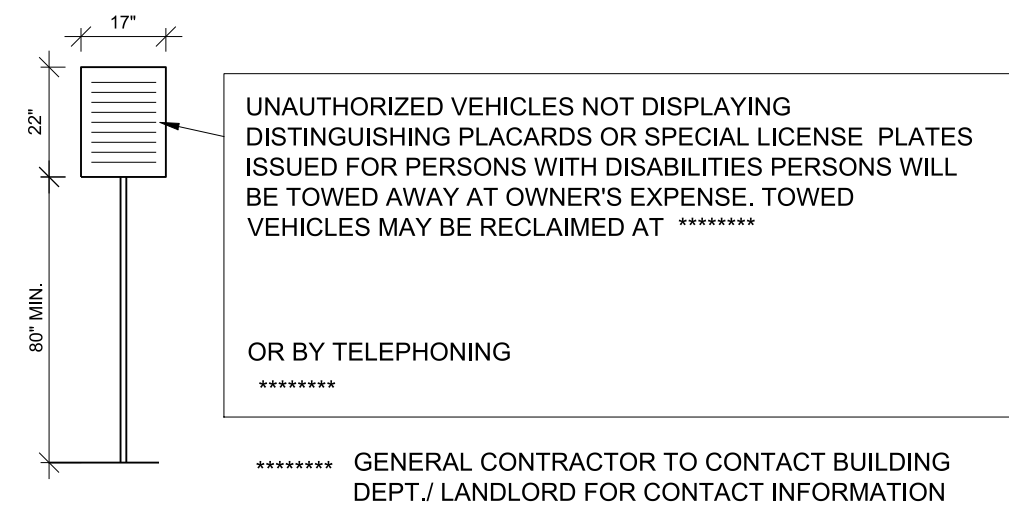 17"
22"
80" MIN.
UNAUTHORIZED VEHICLES NOT DISPLAYING
DISTINGUISHING PLACARDS OR SPECIAL LICENSE PLATES
ISSUED FOR PERSONS WITH DISABILITIES PERSONS WILL
BE TOWED AWAY AT OWNER'S EXPENSE. TOWED
VEHICLES MAY BE RECLAIMED AT ********
OR BY TELEPHONING
********
******** GENERAL CONTRACTOR TO CONTACT BUILDING
DEPT./ LANDLORD FOR CONTACT INFORMATION